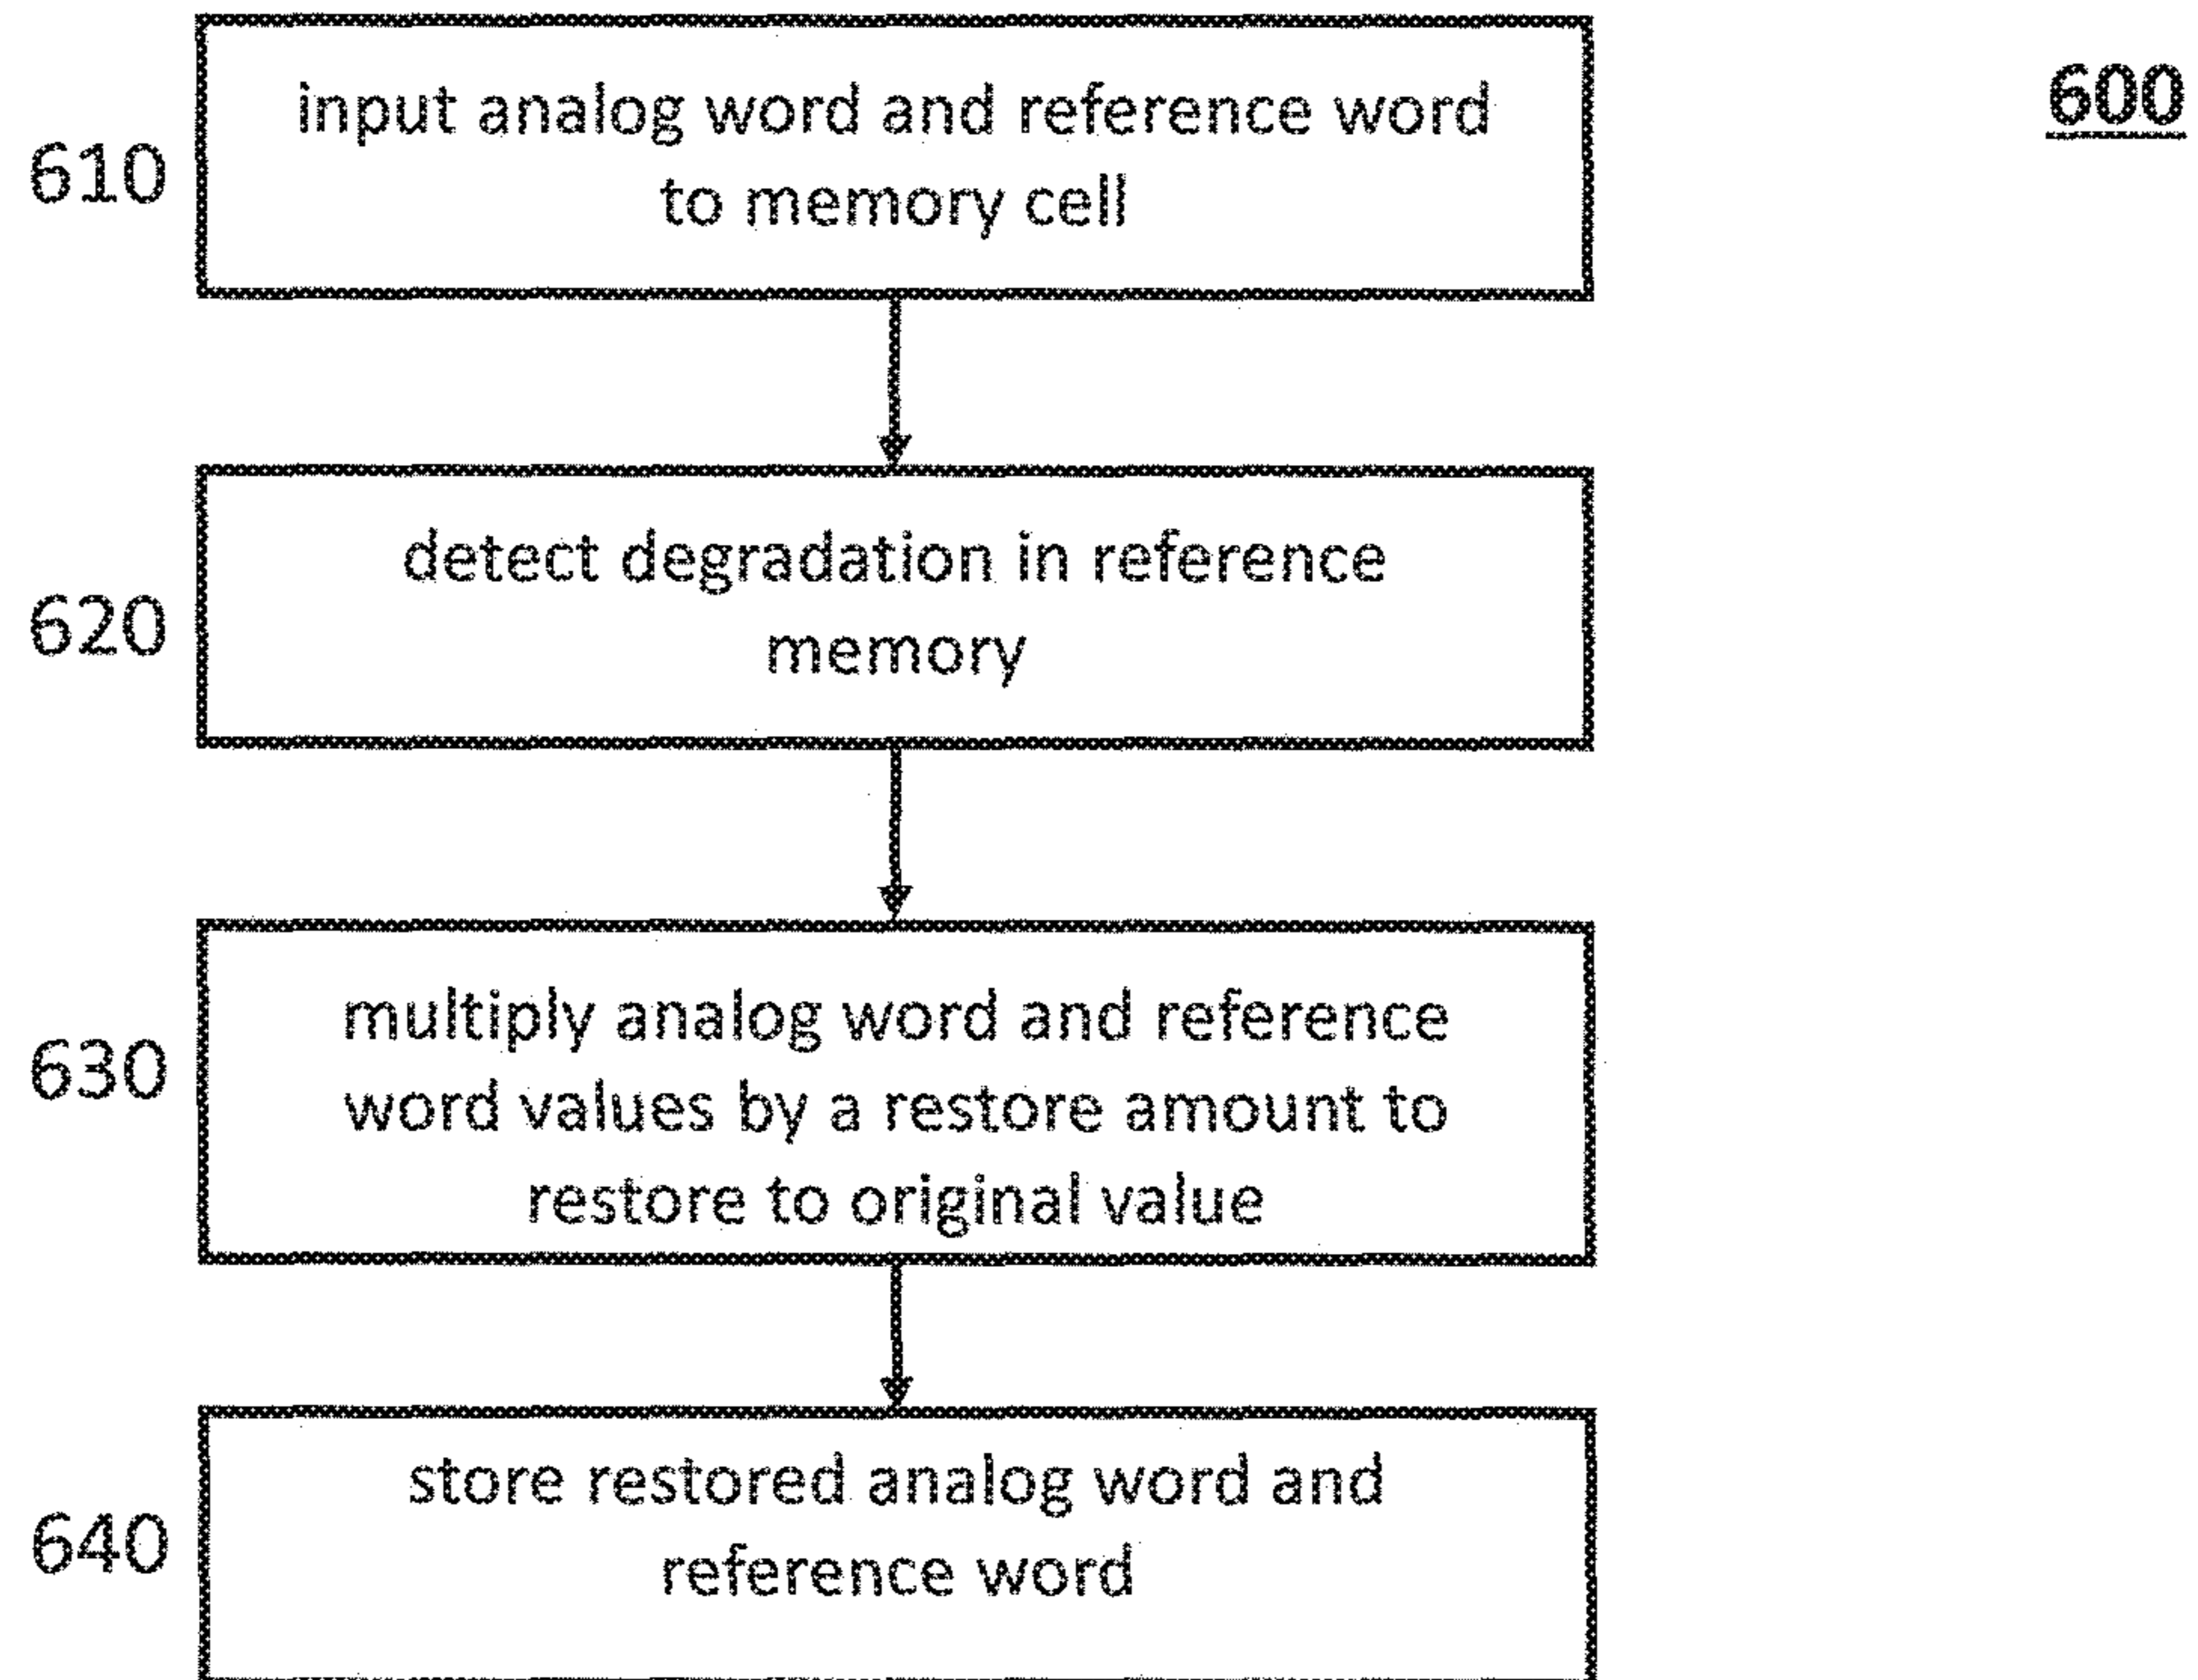 600
610
input analog word and reference word
to memory cell
620
detect degradation in reference
memory
630
multiply analog word and reference
word values by a restore amount to
restore to original value
640
store restored analog word and
reference word